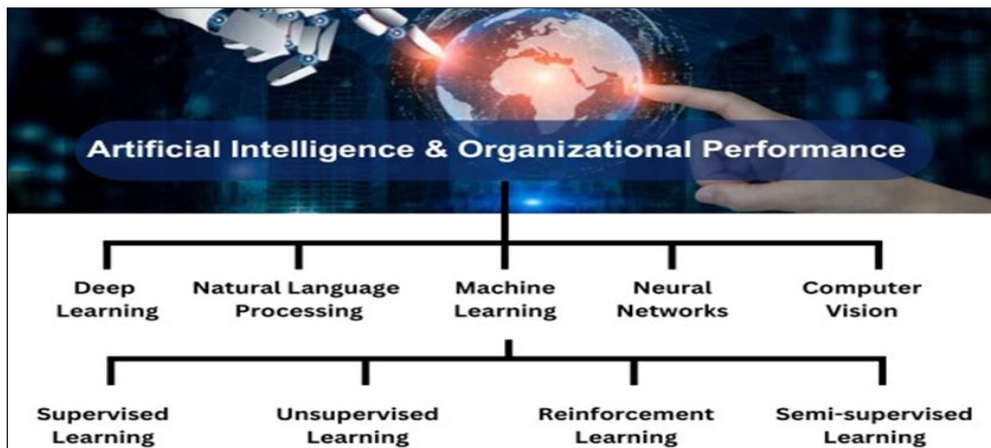 Artificial Intelligence & Organizational Performance
Deep
Learning
Natural Language
Processing
Machine
Learning
Neural
Networks
Computer
Vision
Supervised
Learning
Unsupervised
Learning
Reinforcement
Learning
Semi-supervised
Learning